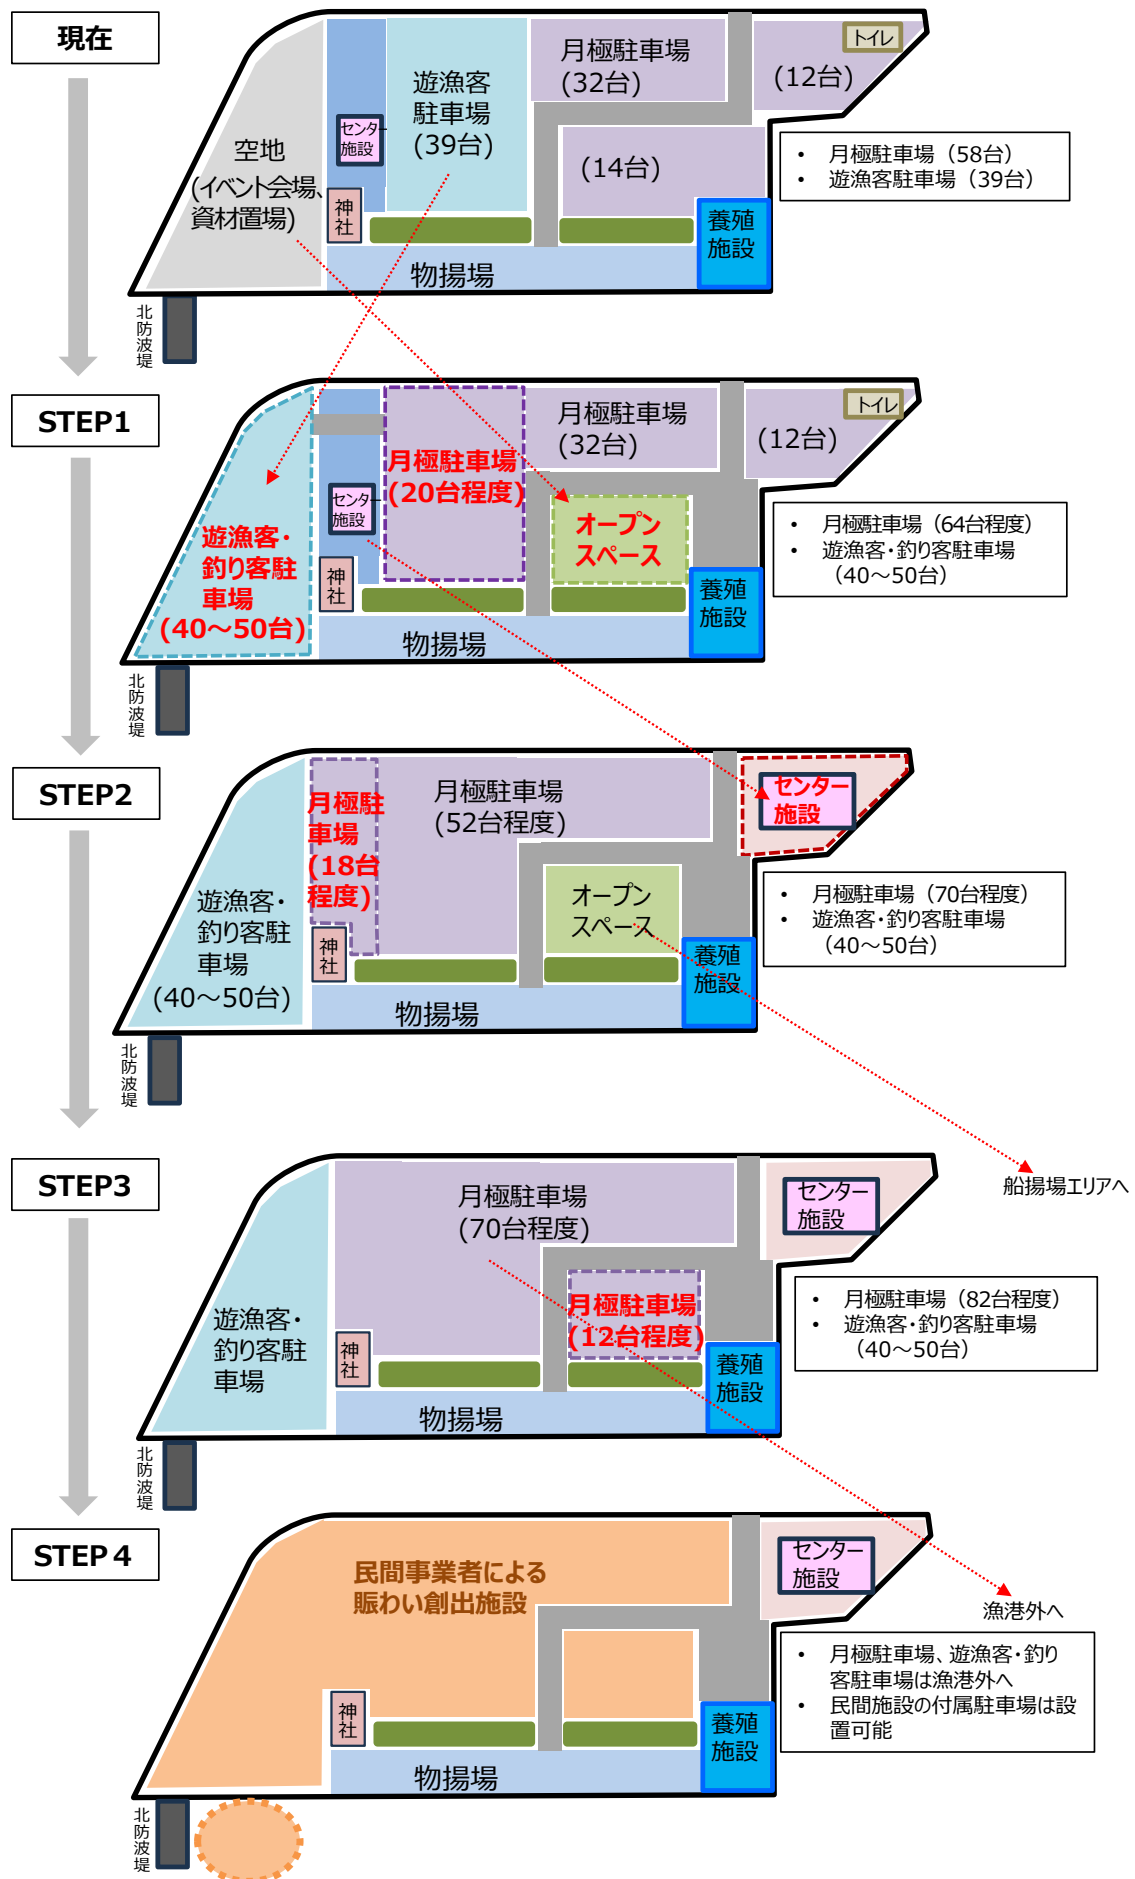 現在
空地
(イベント会場、
資材置場)
センター
施設
遊漁客
駐車場
(39台)
月極駐車場
(32台)
トイレ
(12台)
(14台)
神
社
養殖
施設
物揚場
北防波堤
• 月極駐車場（58台）
• 遊漁客駐車場（39台）
STEP1
遊漁客・
釣り客駐
車場
(40～50台)
センター
施設
月極駐車場
(20台程度)
月極駐車場
(32台)
トイレ
(12台)
オープン
スペース
神
社
養殖
施設
物揚場
北防波堤
• 月極駐車場（64台程度）
• 遊漁客・釣り客駐車場
（40～50台）
STEP2
遊漁客・
釣り客駐
車場
(40～50台)
月極駐
車場
(18台
程度)
月極駐車場
(52台程度)
センター
施設
オープン
スペース
神
社
養殖
施設
物揚場
北防波堤
• 月極駐車場（70台程度）
• 遊漁客・釣り客駐車場
（40～50台）
船揚場エリアへ
STEP3
遊漁客・
釣り客駐
車場
月極駐車場
(70台程度)
センター
施設
月極駐車場
(12台程度)
神
社
養殖
施設
物揚場
北防波堤
• 月極駐車場（82台程度）
• 遊漁客・釣り客駐車場
（40～50台）
漁港外へ
STEP４
民間事業者による
賑わい創出施設
センター
施設
神
社
養殖
施設
物揚場
北防波堤
• 月極駐車場、遊漁客・釣り
客駐車場は漁港外へ
• 民間施設の付属駐車場は設
置可能